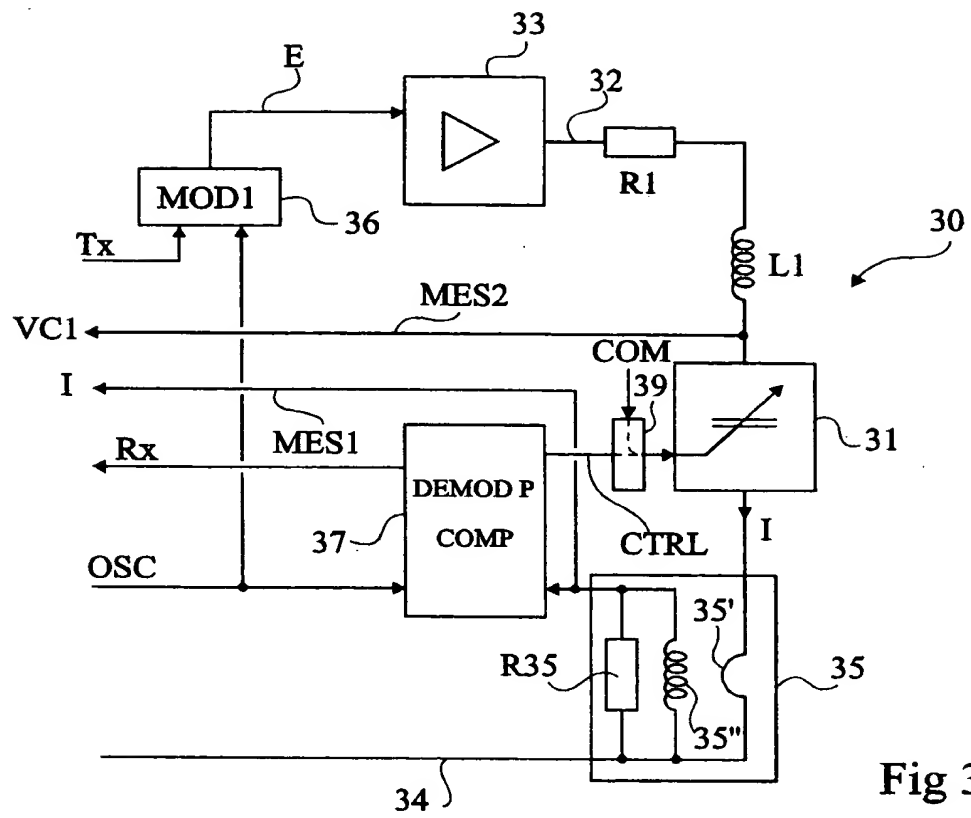 33
E
32
MOD1
R1
36
Tx
30
L1
MES2
VC1
COM
I
39
MES1
31
Rx
DEMOD P
COMP
37
CTRL
I
OSC
35'
R35
35
35"
34
Fig 3